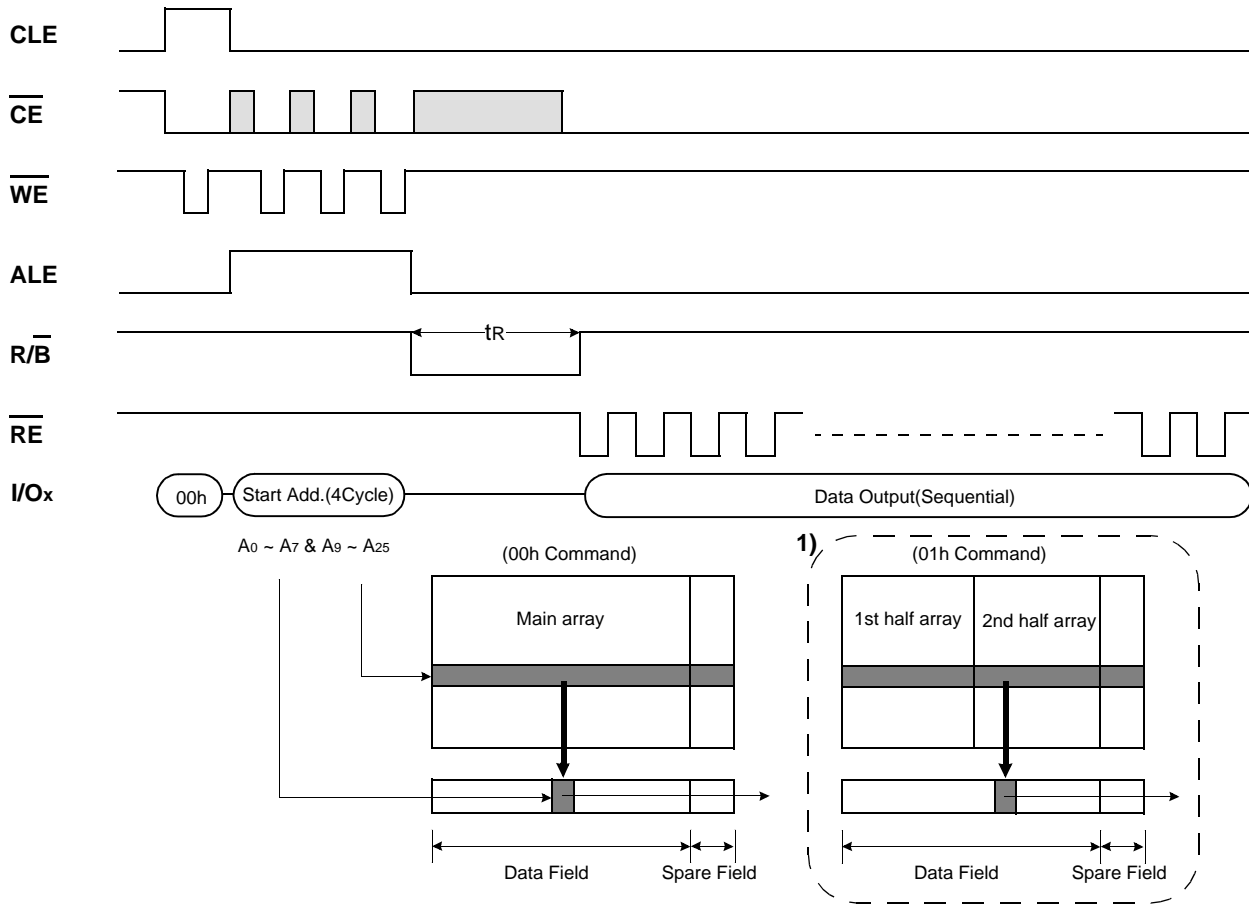 CLE
CE
WE
ALE
R/B
tR
RE
I/Ox
00h
Start Add.(4Cycle)
Data Output(Sequential)
A0 ~ A7 & A9 ~ A25
(00h Command)
1)
(01h Command)
Main array
1st half array
2nd half array
Data Field
Spare Field
Data Field
Spare Field